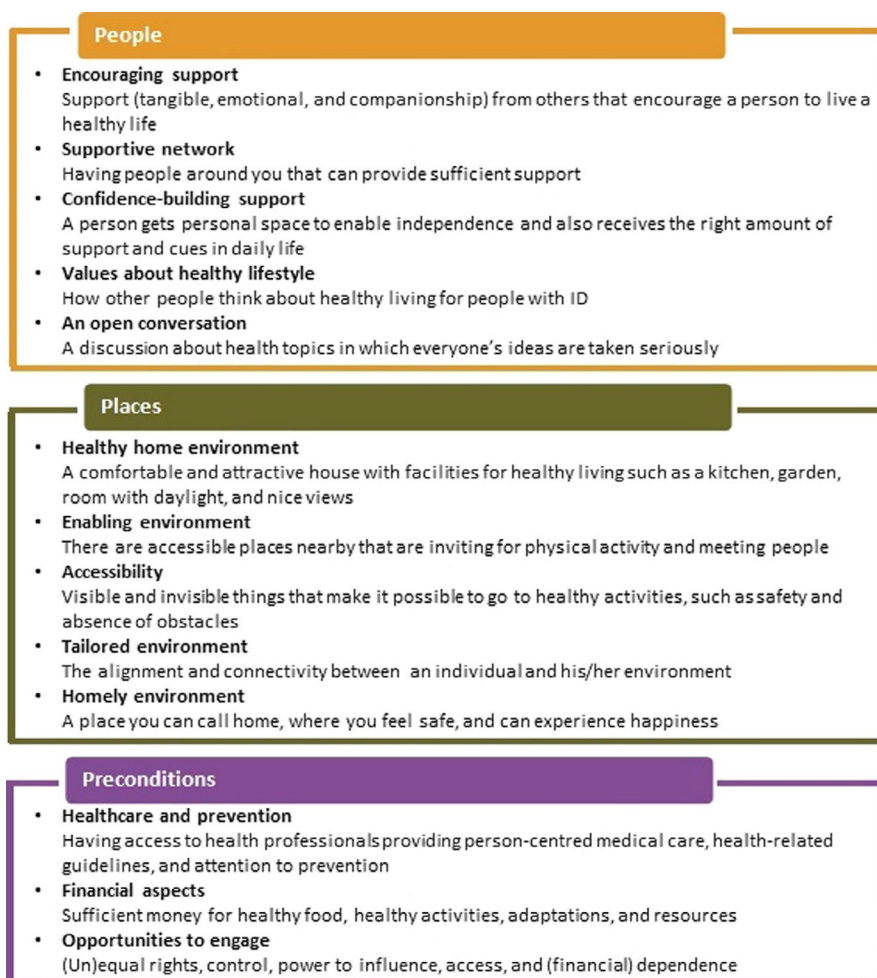 People
• Encouraging support
Support (tangible, emotional, and companionship) from others that encourage a person to live a
healthy life
• Supportive network
Having people around you that can provide sufficient support
• Confidence-building support
A person gets personal space to enable independence and also receives the right amount of
support and cues in daily life
• Values about healthy lifestyle
How other people think about healthy living for people with ID
• An open conversation
A discussion about health topics in which everyone's ideas are taken seriously
Places
• Healthy home environment
A comfortable and attractive house with facilities for healthy living such as a kitchen, garden,
room with daylight, and nice views
• Enabling environment
There are accessible places nearby that are inviting for physical activity and meeting people
• Accessibility
Visible and invisible things that make it possible to go to healthy activities, such as safety and
absence of obstacles
• Tailored environment
The alignment and connectivity between an individual and his/her environment
• Homely environment
A place you can call home, where you feel safe, and can experience happiness
Preconditions
• Healthcare and prevention
Having access to health professionals providing person-centred medical care, health-related
guidelines, and attention to prevention
• Financial aspects
Sufficient money for healthy food, healthy activities, adaptations, and resources
• Opportunities to engage
(Un)equal rights, control, power to influence, access, and (financial) dependence